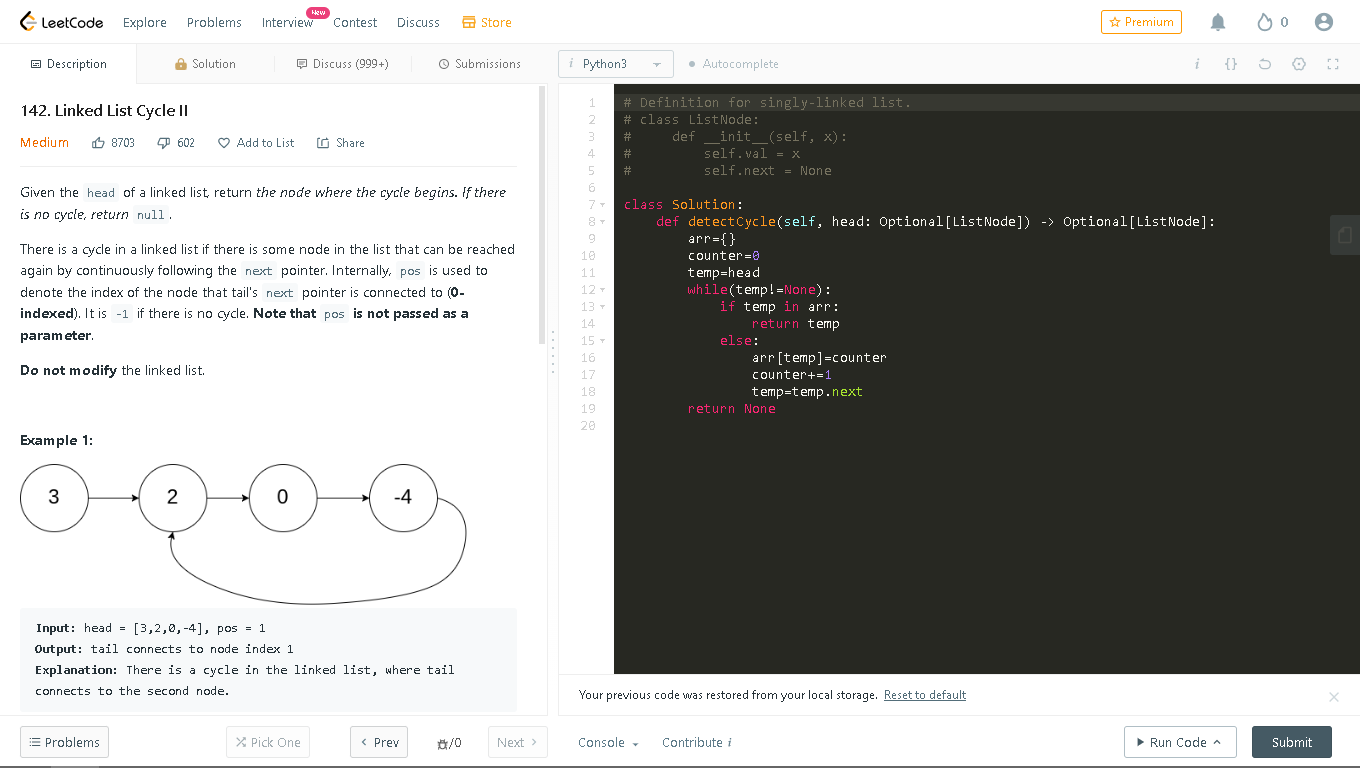 LeetCode Explore Problems Interview New Contest Discuss Store Premium 0
Description Solution Discuss (999+) Submissions
142. Linked List Cycle II
Medium 8703 602 Add to List Share
Given the head of a linked list, return the node where the cycle begins. If there
is no cycle, return null.
There is a cycle in a linked list if there is some node in the list that can be reached
again by continuously following the next pointer. Internally, pos is used to
denote the index of the node that tail's next pointer is connected to (0-
indexed). It is -1 if there is no cycle. Note that pos is not passed as a
parameter.
Do not modify the linked list.
Example 1:
3 2 0 -4
Input: head = [3,2,0,-4], pos = 1
Output: tail connects to node index 1
Explanation: There is a cycle in the linked list, where tail
connects to the second node.
i Python3 Autocomplete i {}
1 # Definition for singly-linked list.
2 # class ListNode:
3 #     def __init__(self, x):
4 #         self.val = x
5 #         self.next = None
6
7 class Solution:
8     def detectCycle(self, head: Optional[ListNode]) -> Optional[ListNode]:
9         arr={}
10         counter=0
11         temp=head
12         while(temp!=None):
13             if temp in arr:
14                 return temp
15             else:
16                 arr[temp]=counter
17                 counter+=1
18                 temp=temp.next
19         return None
20
Your previous code was restored from your local storage. Reset to default
Problems Pick One Prev /0 Next Console Contribute i Run Code Submit